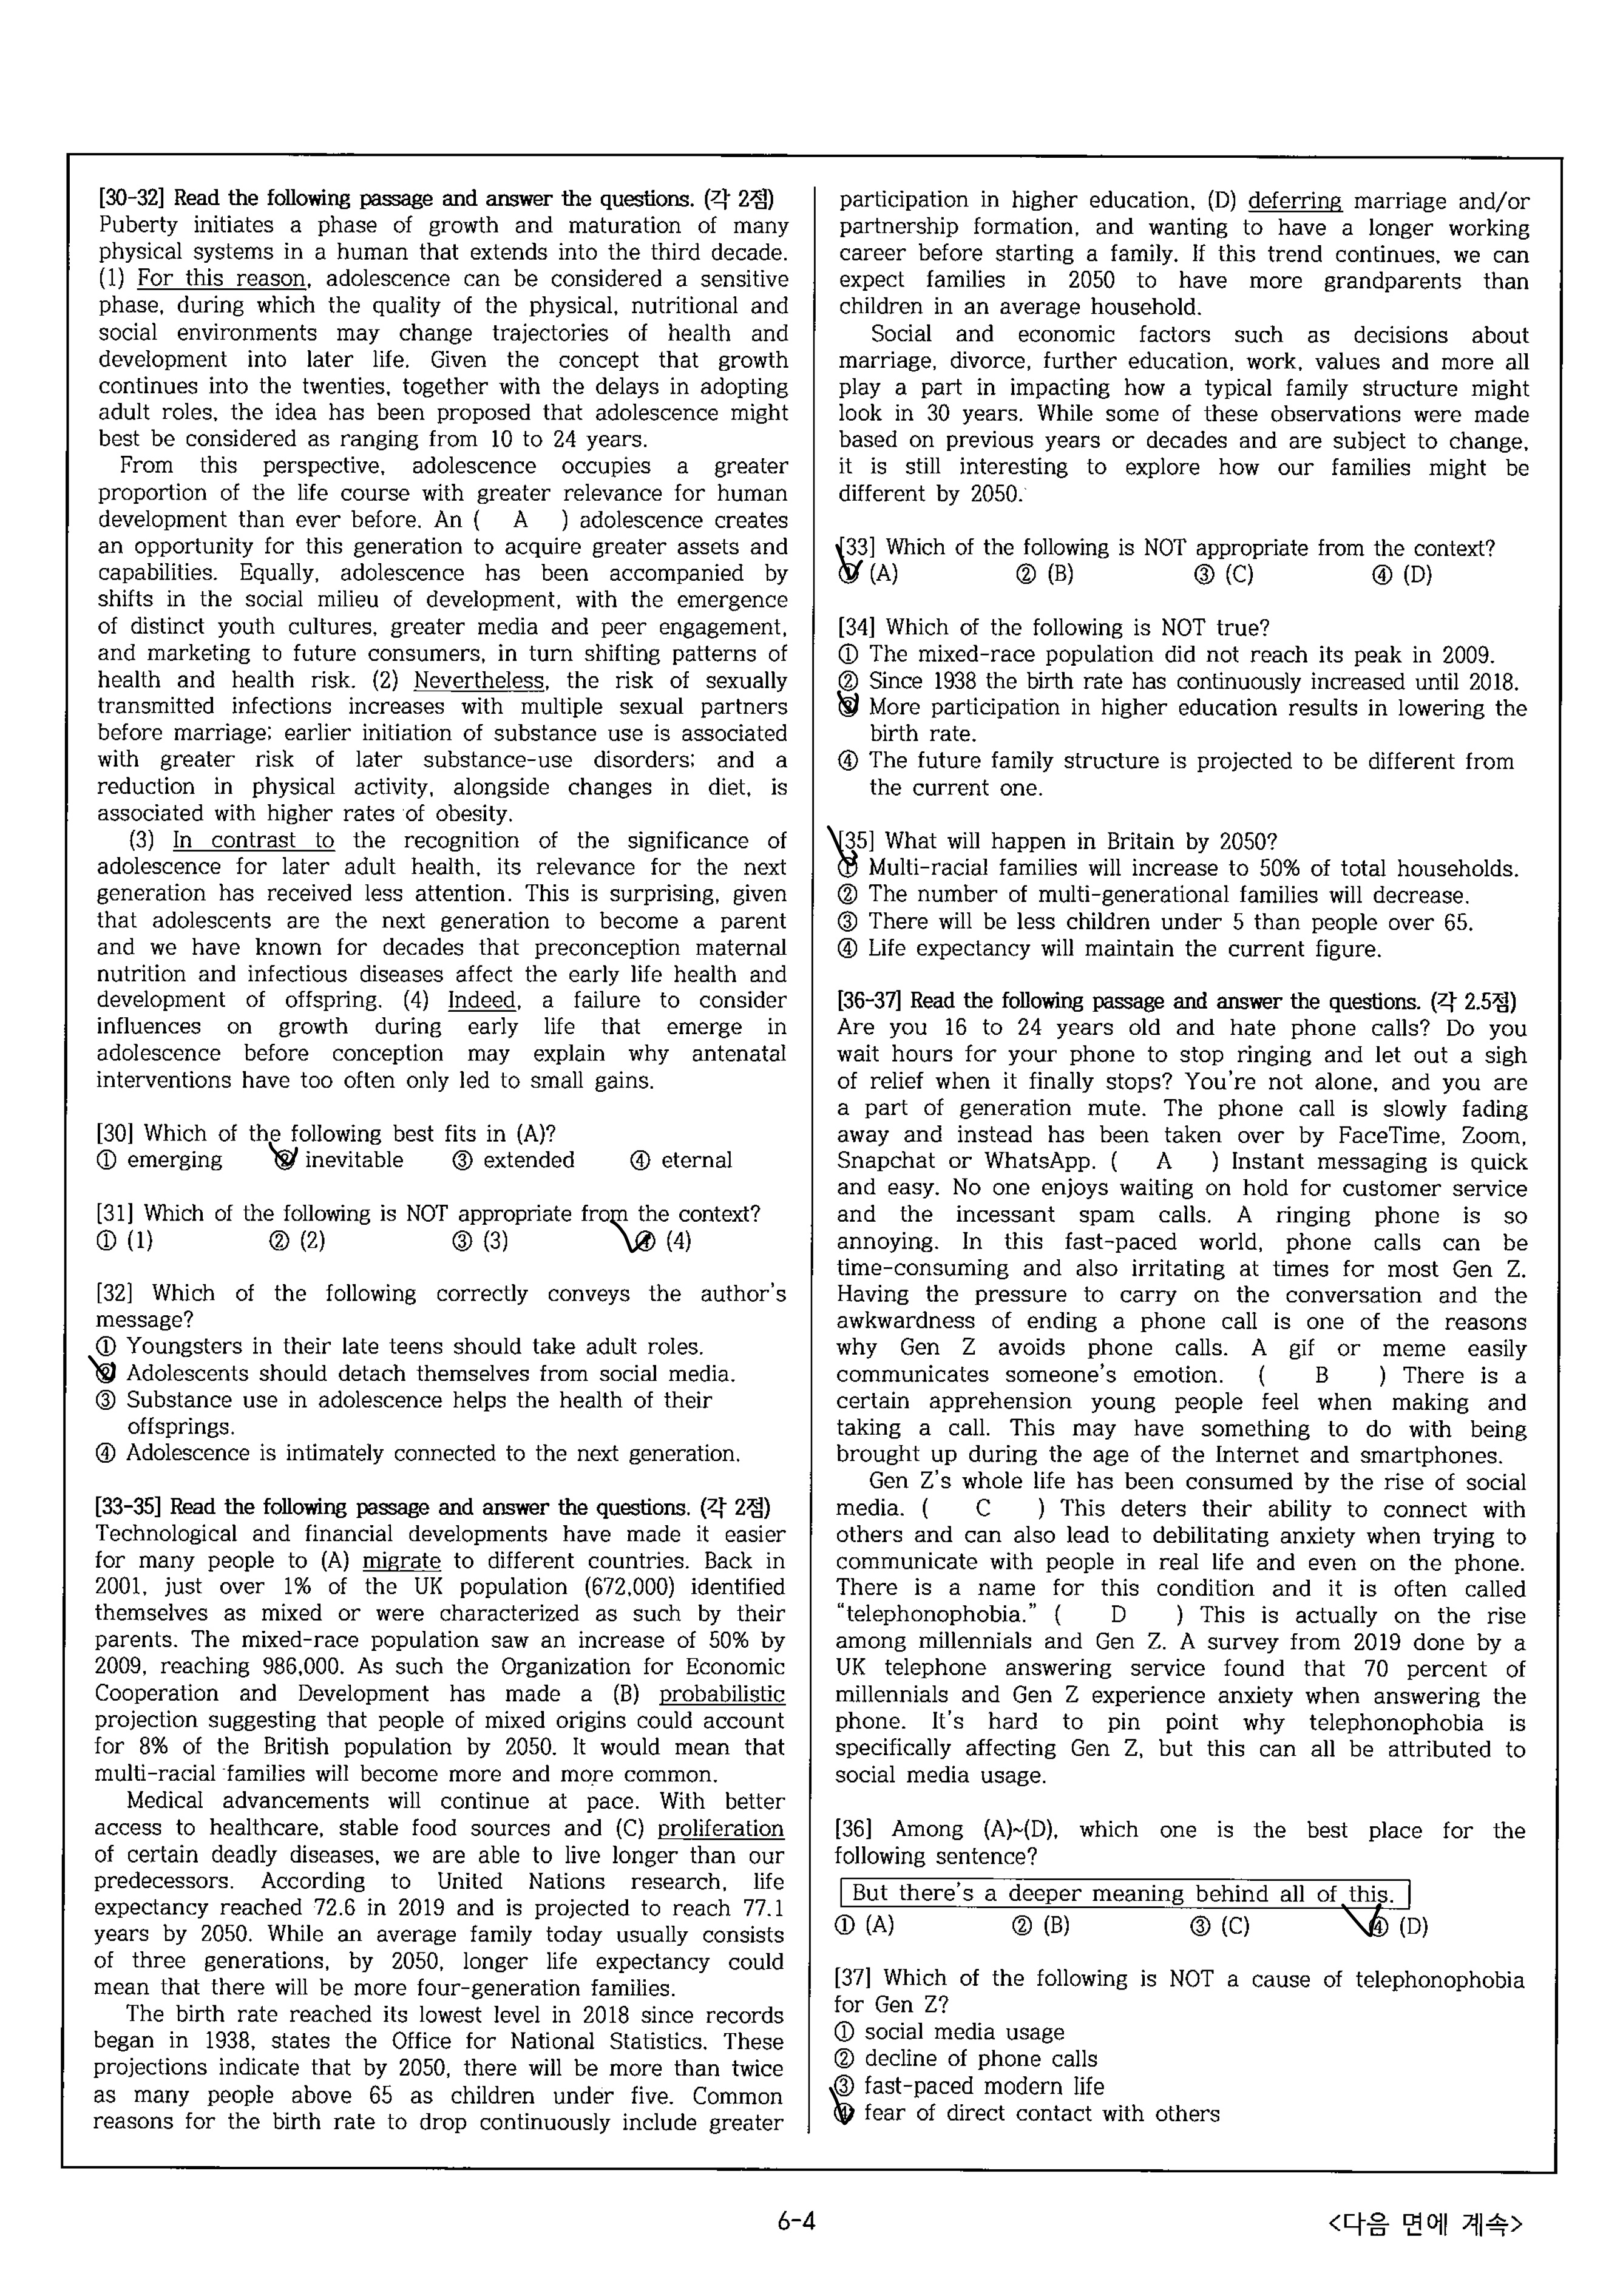 [30-32] Read the following passage and answer the questions. (각 2점)
Puberty initiates a phase of growth and maturation of many
physical systems in a human that extends into the third decade.
(1) For this reason, adolescence can be considered a sensitive
phase, during which the quality of the physical, nutritional and
social environments may change trajectories of health and
development into later life. Given the concept that growth
continues into the twenties, together with the delays in adopting
adult roles, the idea has been proposed that adolescence might
best be considered as ranging from 10 to 24 years.
From this perspective, adolescence occupies a greater
proportion of the life course with greater relevance for human
development than ever before. An ( A ) adolescence creates
an opportunity for this generation to acquire greater assets and
capabilities. Equally, adolescence has been accompanied by
shifts in the social milieu of development, with the emergence
of distinct youth cultures, greater media and peer engagement,
and marketing to future consumers, in turn shifting patterns of
health and health risk. (2) Nevertheless, the risk of sexually
transmitted infections increases with multiple sexual partners
before marriage; earlier initiation of substance use is associated
with greater risk of later substance-use disorders; and a
reduction in physical activity, alongside changes in diet, is
associated with higher rates of obesity.
(3) In contrast to the recognition of the significance of
adolescence for later adult health, its relevance for the next
generation has received less attention. This is surprising, given
that adolescents are the next generation to become a parent
and we have known for decades that preconception maternal
nutrition and infectious diseases affect the early life health and
development of offspring. (4) Indeed, a failure to consider
influences on growth during early life that emerge in
adolescence before conception may explain why antenatal
interventions have too often only led to small gains.
[30] Which of the following best fits in (A)?
① emerging ② inevitable ③ extended ④ eternal
[31] Which of the following is NOT appropriate from the context?
① (1) ② (2) ③ (3) ④ (4)
[32] Which of the following correctly conveys the author's
message?
① Youngsters in their late teens should take adult roles.
② Adolescents should detach themselves from social media.
③ Substance use in adolescence helps the health of their
offsprings.
④ Adolescence is intimately connected to the next generation.
[33-35] Read the following passage and answer the questions. (각 2점)
Technological and financial developments have made it easier
for many people to (A) migrate to different countries. Back in
2001, just over 1% of the UK population (672,000) identified
themselves as mixed or were characterized as such by their
parents. The mixed-race population saw an increase of 50% by
2009, reaching 986,000. As such the Organization for Economic
Cooperation and Development has made a (B) probabilistic
projection suggesting that people of mixed origins could account
for 8% of the British population by 2050. It would mean that
multi-racial families will become more and more common.
Medical advancements will continue at pace. With better
access to healthcare, stable food sources and (C) proliferation
of certain deadly diseases, we are able to live longer than our
predecessors. According to United Nations research, life
expectancy reached 72.6 in 2019 and is projected to reach 77.1
years by 2050. While an average family today usually consists
of three generations, by 2050, longer life expectancy could
mean that there will be more four-generation families.
The birth rate reached its lowest level in 2018 since records
began in 1938, states the Office for National Statistics. These
projections indicate that by 2050, there will be more than twice
as many people above 65 as children under five. Common
reasons for the birth rate to drop continuously include greater
participation in higher education, (D) deferring marriage and/or
partnership formation, and wanting to have a longer working
career before starting a family. If this trend continues, we can
expect families in 2050 to have more grandparents than
children in an average household.
Social and economic factors such as decisions about
marriage, divorce, further education, work, values and more all
play a part in impacting how a typical family structure might
look in 30 years. While some of these observations were made
based on previous years or decades and are subject to change,
it is still interesting to explore how our families might be
different by 2050.
[33] Which of the following is NOT appropriate from the context?
① (A) ② (B) ③ (C) ④ (D)
[34] Which of the following is NOT true?
① The mixed-race population did not reach its peak in 2009.
② Since 1938 the birth rate has continuously increased until 2018.
③ More participation in higher education results in lowering the
birth rate.
④ The future family structure is projected to be different from
the current one.
[35] What will happen in Britain by 2050?
① Multi-racial families will increase to 50% of total households.
② The number of multi-generational families will decrease.
③ There will be less children under 5 than people over 65.
④ Life expectancy will maintain the current figure.
[36-37] Read the following passage and answer the questions. (각 2.5점)
Are you 16 to 24 years old and hate phone calls? Do you
wait hours for your phone to stop ringing and let out a sigh
of relief when it finally stops? You're not alone, and you are
a part of generation mute. The phone call is slowly fading
away and instead has been taken over by FaceTime, Zoom,
Snapchat or WhatsApp. ( A ) Instant messaging is quick
and easy. No one enjoys waiting on hold for customer service
and the incessant spam calls. A ringing phone is so
annoying. In this fast-paced world, phone calls can be
time-consuming and also irritating at times for most Gen Z.
Having the pressure to carry on the conversation and the
awkwardness of ending a phone call is one of the reasons
why Gen Z avoids phone calls. A gif or meme easily
communicates someone's emotion. ( B ) There is a
certain apprehension young people feel when making and
taking a call. This may have something to do with being
brought up during the age of the Internet and smartphones.
Gen Z's whole life has been consumed by the rise of social
media. ( C ) This deters their ability to connect with
others and can also lead to debilitating anxiety when trying to
communicate with people in real life and even on the phone.
There is a name for this condition and it is often called
"telephonophobia." ( D ) This is actually on the rise
among millennials and Gen Z. A survey from 2019 done by a
UK telephone answering service found that 70 percent of
millennials and Gen Z experience anxiety when answering the
phone. It's hard to pin point why telephonophobia is
specifically affecting Gen Z, but this can all be attributed to
social media usage.
[36] Among (A)~(D), which one is the best place for the
following sentence?
But there's a deeper meaning behind all of this.
① (A) ② (B) ③ (C) ④ (D)
[37] Which of the following is NOT a cause of telephonophobia
for Gen Z?
① social media usage
② decline of phone calls
③ fast-paced modern life
④ fear of direct contact with others
6-4
<다음 면에 계속>